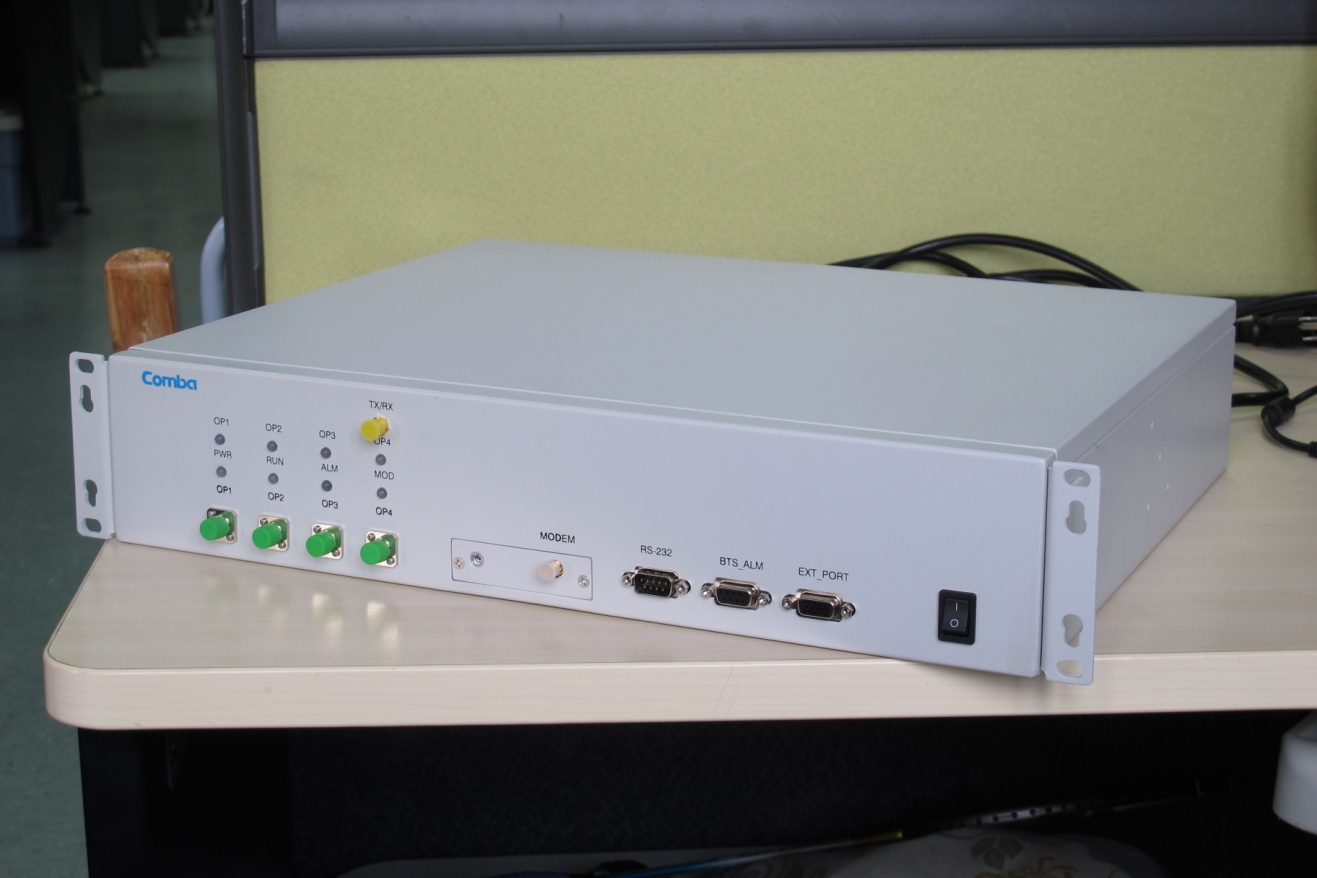 Comba
TX/RX
OP1 OP2 OP3 OP4
PWR RUN ALM MOD
OP1 OP2 OP3 OP4
MODEM
RS-232
BTS_ALM
EXT_PORT